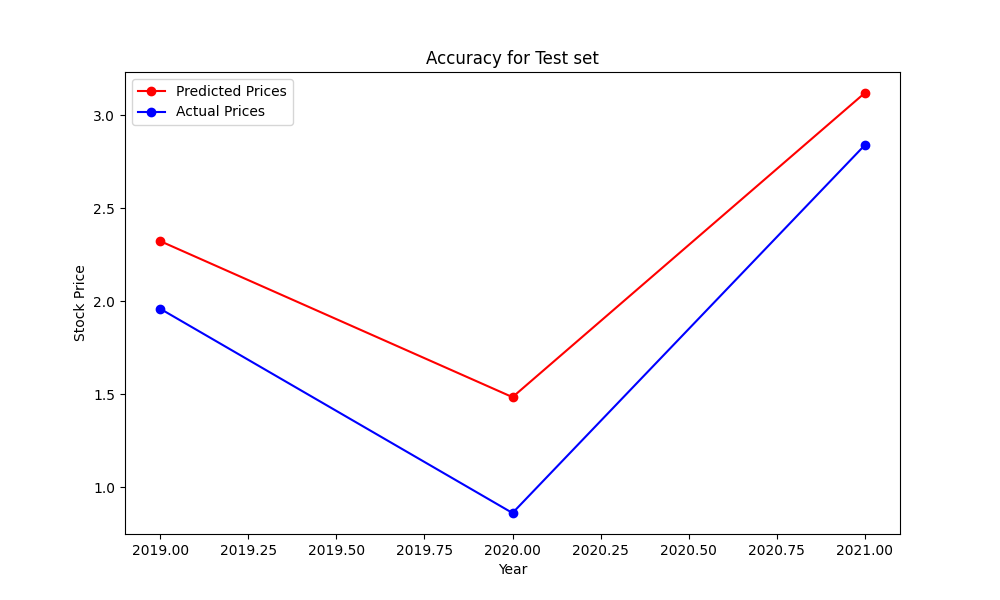 Accuracy for Test set
Predicted Prices
Actual Prices
3.0
2.5
2.0
1.5
1.0
Stock Price
2019.00 2019.25 2019.50 2019.75 2020.00 2020.25 2020.50 2020.75 2021.00
Year